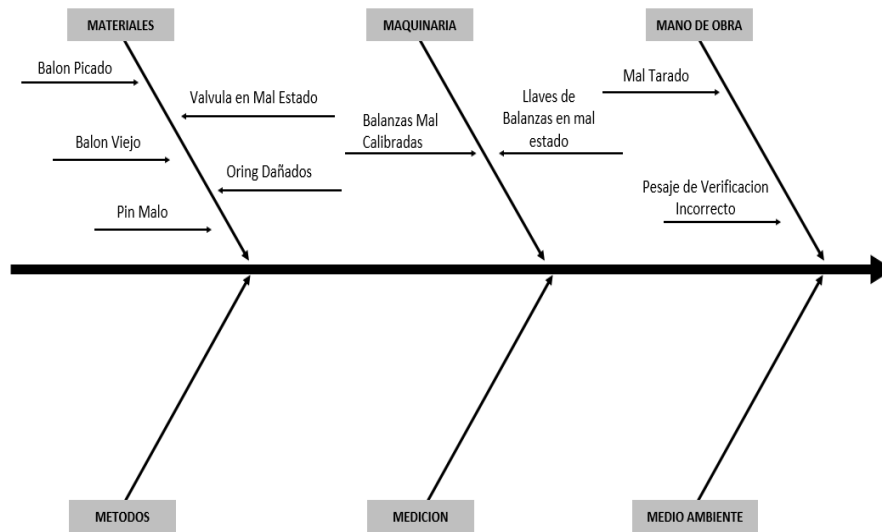 MATERIALES
MAQUINARIA
MANO DE OBRA
Balon Picado
Valvula en Mal Estado
Balon Viejo
Oring Dañados
Pin Malo
Balanzas Mal
Calibradas
Llaves de
Balanzas en mal
estado
Mal Tarado
Pesaje de Verificacion
Incorrecto
METODOS
MEDICION
MEDIO AMBIENTE